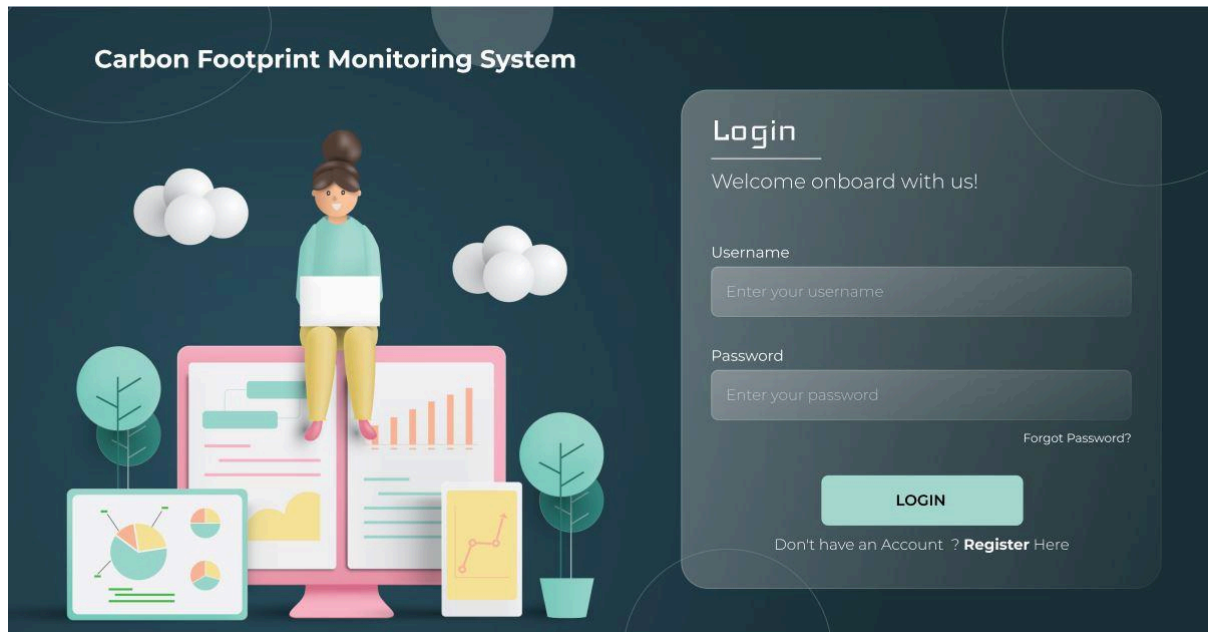 Carbon Footprint Monitoring System
Login
Welcome onboard with us!
Username
Enter your username
Password
Enter your password
Forgot Password?
LOGIN
Don't have an Account ? Register Here